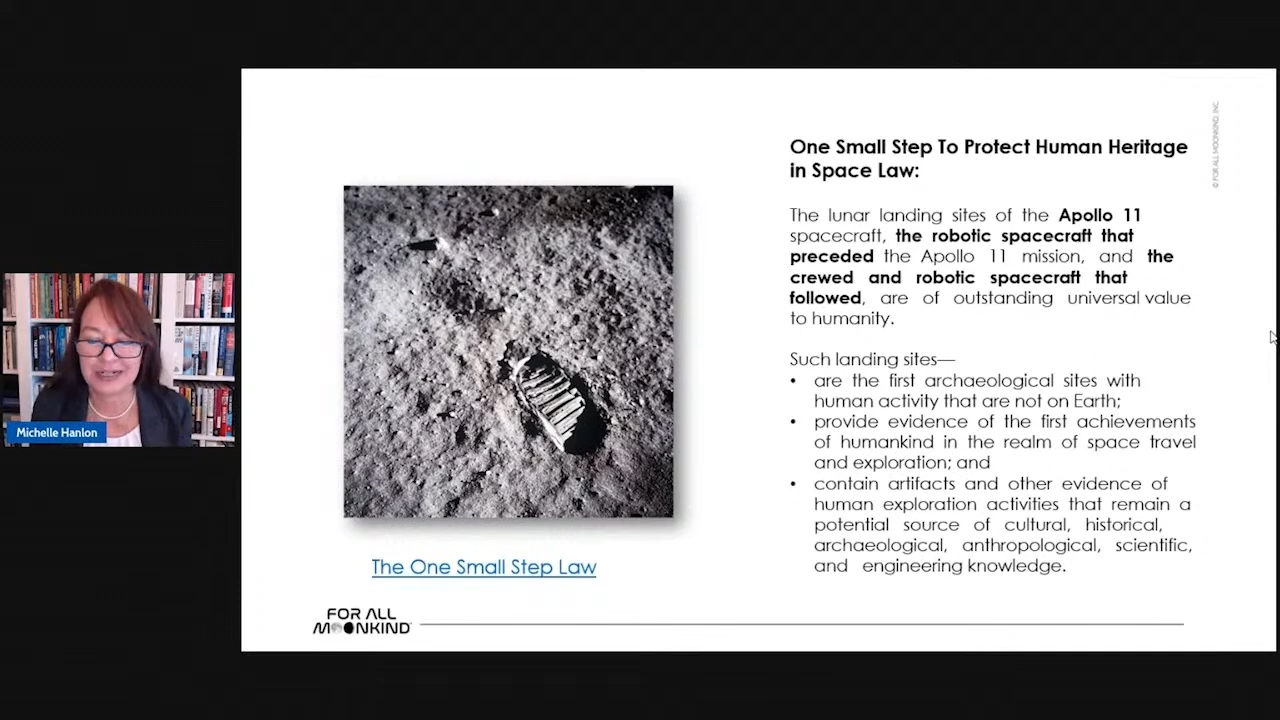 © FOR ALL MOONKIND, INC.
One Small Step To Protect Human Heritage
in Space Law:
The lunar landing sites of the Apollo 11
spacecraft, the robotic spacecraft that
preceded the Apollo 11 mission, and the
crewed and robotic spacecraft that
followed, are of outstanding universal value
to humanity.
Such landing sites—
• are the first archaeological sites with
human activity that are not on Earth;
• provide evidence of the first achievements
of humankind in the realm of space travel
and exploration; and
• contain artifacts and other evidence of
human exploration activities that remain a
potential source of cultural, historical,
archaeological, anthropological, scientific,
and engineering knowledge.
The One Small Step Law
FOR ALL
MOONKIND
Michelle Hanlon